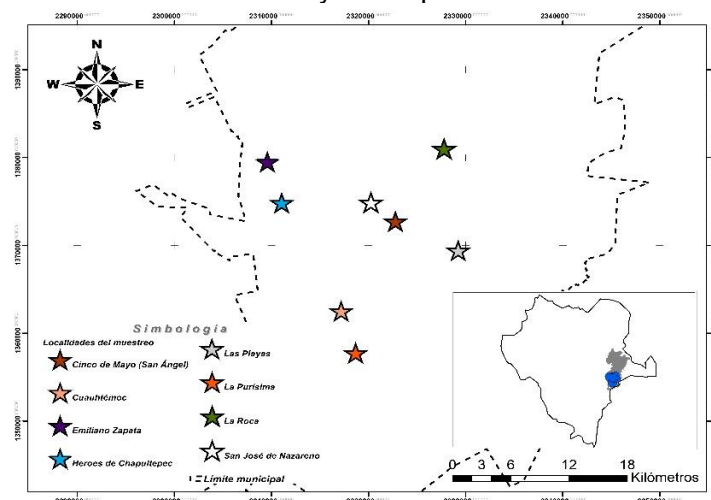 2290000 2300000 2310000 2320000 2330000 2340000 2350000
N
W E
S
1390000
1380000
1370000
1360000
1350000
Simbología
Localidades del muestreo
Cinco de Mayo (San Ángel)
Cuauhtémoc
Emiliano Zapata
Heroes de Chapultepec
Las Playas
La Purísima
La Roca
San José de Nazareno
Límite municipal
0 3 6 12 18
Kilómetros